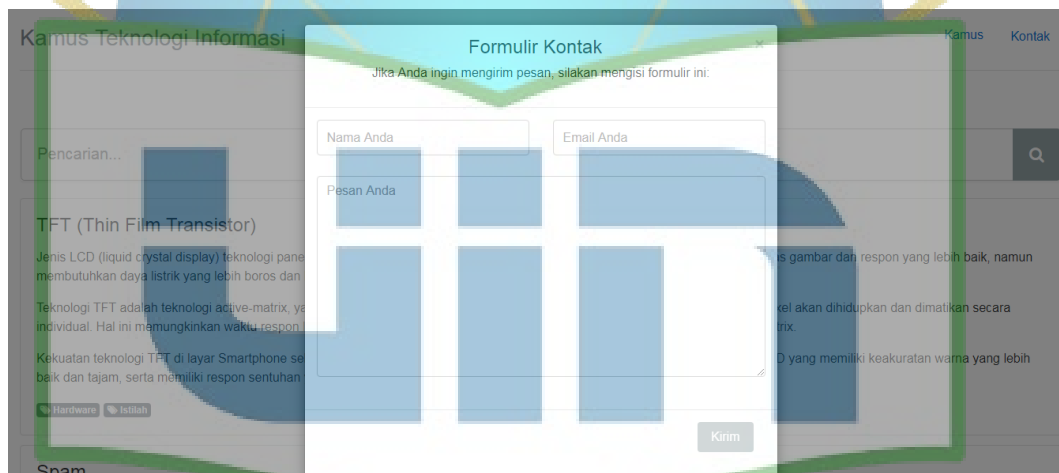 Kamus Teknologi Informasi
Kamus
Kontak
Formulir Kontak
×
Jika Anda ingin mengirim pesan, silakan mengisi formulir ini:
Nama Anda
Email Anda
Pencarian...
Pesan Anda
Kirim
TFT (Thin Film Transistor)
Jenis LCD (liquid crystal display) teknologi pane
gambar dan respon yang lebih baik, namun
membutuhkan daya listrik yang lebih boros dan
Teknologi TFT adalah teknologi active-matrix, ya
xel akan dihidupkan dan dimatikan secara
individual. Hal ini memungkinkan waktu respon
rix.
Kekuatan teknologi TFT di layar Smartphone se
D yang memiliki keakuratan warna yang lebih
baik dan tajam, serta memiliki respon sentuhan
Hardware Istilah
Spam